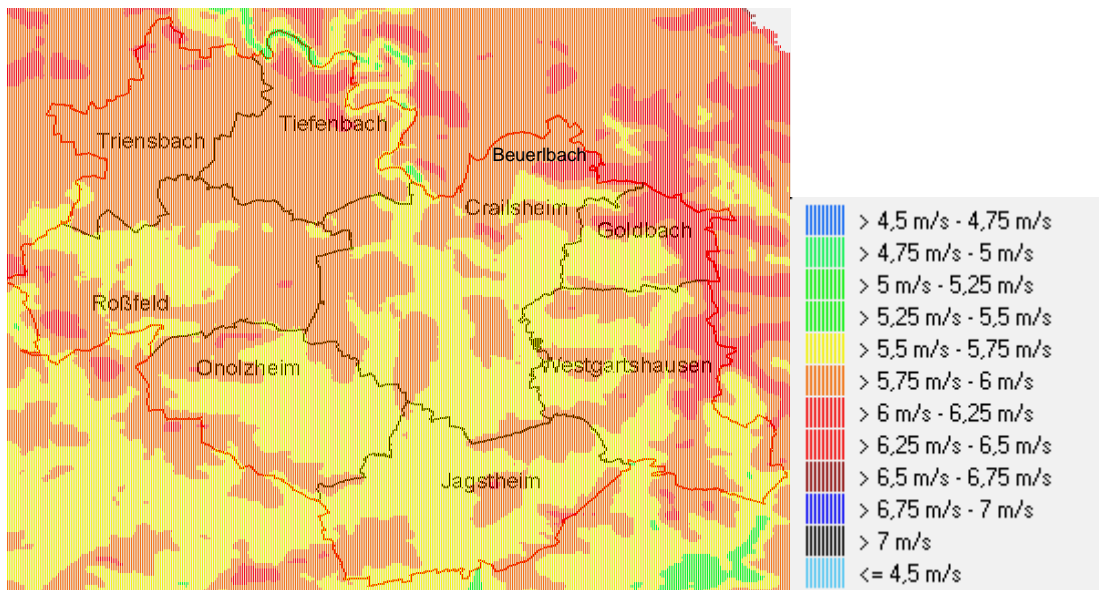 Triensbach
Tiefenbach
Beuerlbach
Crailsheim
Goldbach
Roßfeld
Onolzheim
Westgartshausen
Jagstheim
> 4,5 m/s - 4,75 m/s
> 4,75 m/s - 5 m/s
> 5 m/s - 5,25 m/s
> 5,25 m/s - 5,5 m/s
> 5,5 m/s - 5,75 m/s
> 5,75 m/s - 6 m/s
> 6 m/s - 6,25 m/s
> 6,25 m/s - 6,5 m/s
> 6,5 m/s - 6,75 m/s
> 6,75 m/s - 7 m/s
> 7 m/s
<= 4,5 m/s